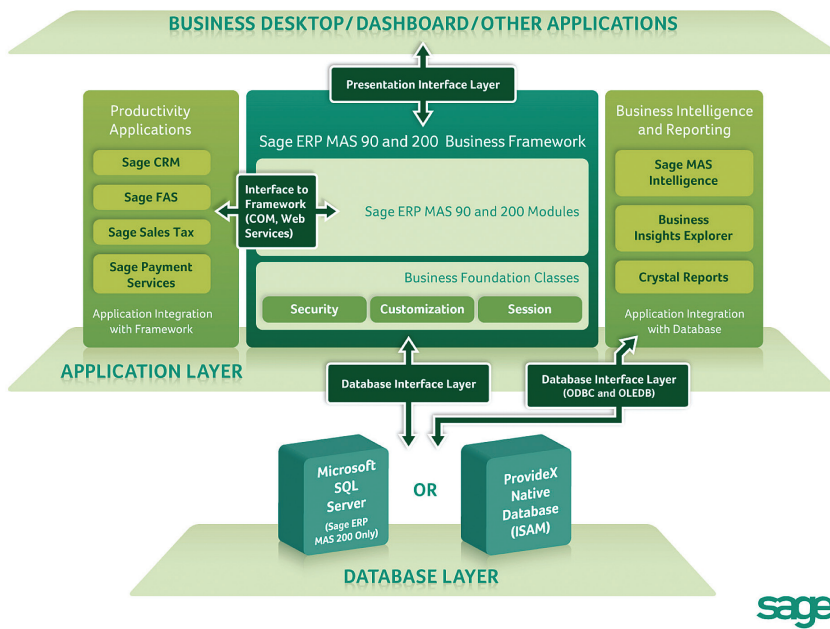 BUSINESS DESKTOP/DASHBOARD/OTHER APPLICATIONS
Presentation Interface Layer
Productivity
Applications
Sage CRM
Sage FAS
Sage Sales Tax
Sage Payment
Services
Application Integration
with Framework
Sage ERP MAS 90 and 200 Business Framework
Interface to
Framework
(COM, Web
Services)
Sage ERP MAS 90 and 200 Modules
Business Foundation Classes
Security
Customization
Session
Business Intelligence
and Reporting
Sage MAS
Intelligence
Business
Insights Explorer
Crystal Reports
Application Integration
with Database
APPLICATION LAYER
Database Interface Layer
Database Interface Layer
(ODBC and OLEDB)
Microsoft
SQL
Server
(Sage ERP
MAS 200 Only)
OR
ProvideX
Native
Database
(ISAM)
DATABASE LAYER
sage